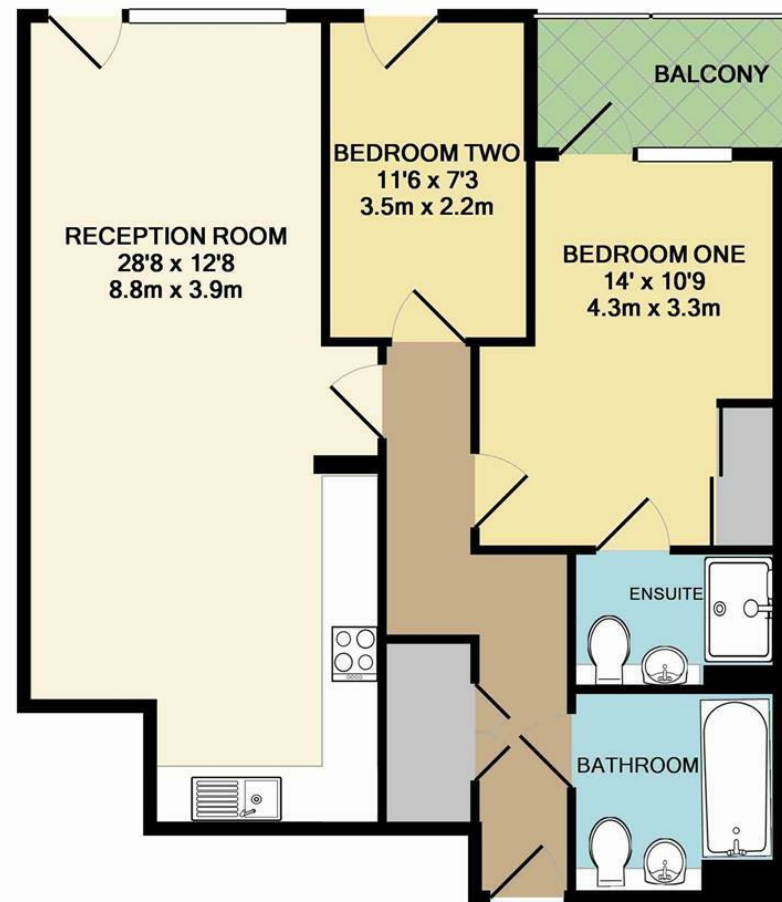 BALCONY
BEDROOM TWO
11'6 x 7'3
3.5m x 2.2m
RECEPTION ROOM
28'8 x 12'8
8.8m x 3.9m
BEDROOM ONE
14' x 10'9
4.3m x 3.3m
ENSUITE
BATHROOM